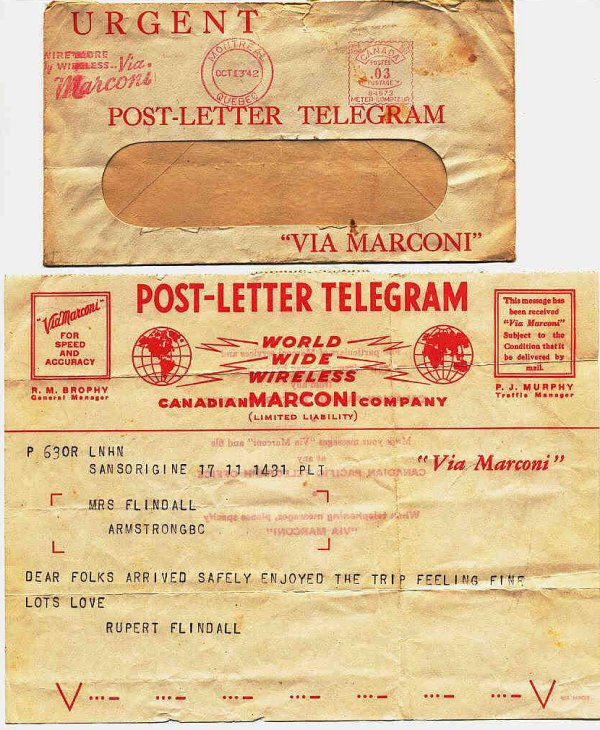 URGENT
WIRE MORE
By WIRELESS.. Via
Marconi
MONTREAL
OCT 13 '42
QUEBEC
CANADA
POSTES
.03
POSTAGE
METER
POST-LETTER TELEGRAM
"VIA MARCONI"
"Via Marconi"
FOR
SPEED
AND
ACCURACY
R. M. BROPHY
General Manager
POST-LETTER TELEGRAM
WORLD
WIDE
WIRELESS
CANADIAN MARCONI COMPANY
(LIMITED LIABILITY)
This message has
been received
"Via Marconi"
Subject to the
Condition that it
be delivered by
mail.
P. J. MURPHY
Traffic Manager
P 630R LNHN
SANSORIGINE 17 11 1431 PLT
"Via Marconi"
MRS FLINDALL
ARMSTRONGBC
DEAR FOLKS ARRIVED SAFELY ENJOYED THE TRIP FEELING FINE
LOTS LOVE
RUPERT FLINDALL